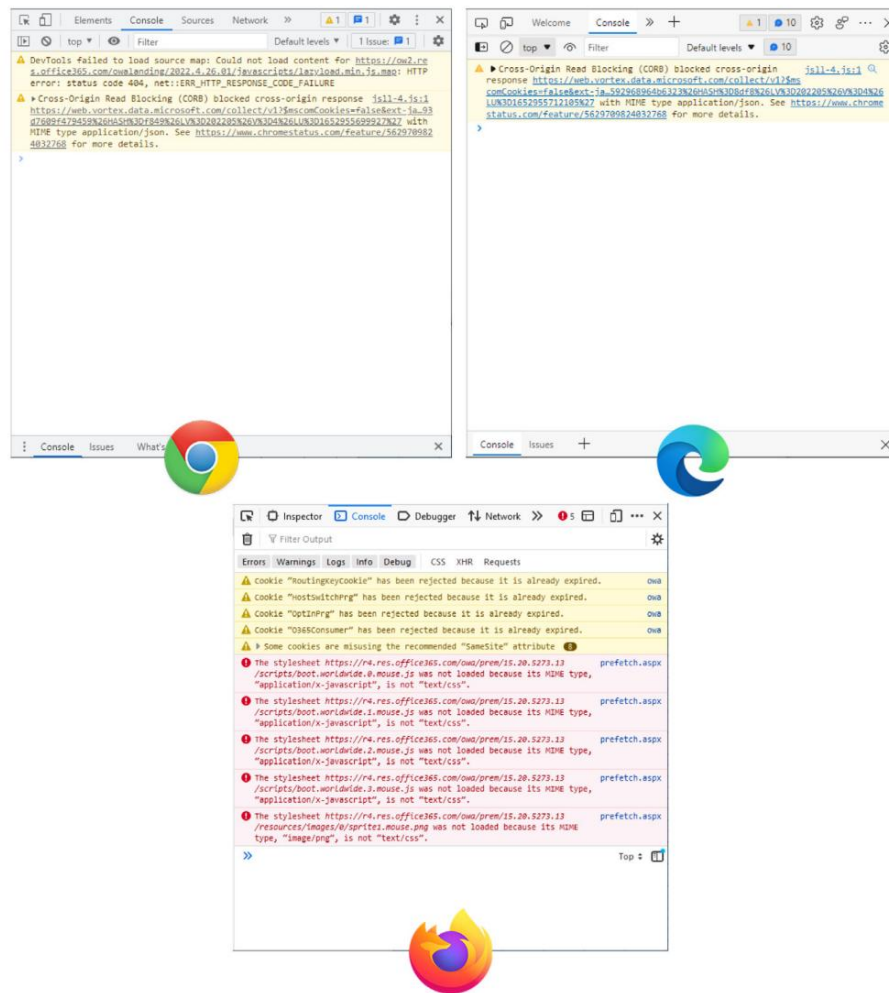 Elements Console Sources Network » 1 1
top ▼ Filter Default levels ▼ 1 Issue: 1
DevTools failed to load source map: Could not load content for https://ow2.re
s.office365.com/owalanding/2022.4.26.01/javascripts/lazyload.min.js.map: HTTP
error: status code 404, net::ERR_HTTP_RESPONSE_CODE_FAILURE
Cross-Origin Read Blocking (CORB) blocked cross-origin response jsll-4.js:1
https://web.vortex.data.microsoft.com/collect/v1?$mscomCookies=false&ext-ja…93
d7609f479459%26HASH%3Df849%26LV%3D202205%26V%3D4%26LU%3D1652955699927%27 with
MIME type application/json. See https://www.chromestatus.com/feature/562970982
4032768 for more details.
Console Issues What's
Welcome Console » 1 10
top ▼ Filter Default levels ▼ 10
Cross-Origin Read Blocking (CORB) blocked cross-origin jsll-4.js:1
response https://web.vortex.data.microsoft.com/collect/v1?$ms
comCookies=false&ext-ja…592968964b6323%26HASH%3D8df8%26LV%3D202205%26V%3D4%26
LU%3D1652955712105%27 with MIME type application/json. See https://www.chrome
status.com/feature/5629709824032768 for more details.
Console Issues
Inspector Console Debugger Network » 5
Filter Output
Errors Warnings Logs Info Debug CSS XHR Requests
Cookie “RoutingKeyCookie” has been rejected because it is already expired. owa
Cookie “HostSwitchPrg” has been rejected because it is already expired. owa
Cookie “OptInPrg” has been rejected because it is already expired. owa
Cookie “O365Consumer” has been rejected because it is already expired. owa
Some cookies are misusing the recommended “SameSite” attribute 8
The stylesheet https://r4.res.office365.com/owa/prem/15.20.5273.13 prefetch.aspx
/scripts/boot.worldwide.0.mouse.js was not loaded because its MIME type,
“application/x-javascript”, is not “text/css”.
The stylesheet https://r4.res.office365.com/owa/prem/15.20.5273.13 prefetch.aspx
/scripts/boot.worldwide.1.mouse.js was not loaded because its MIME type,
“application/x-javascript”, is not “text/css”.
The stylesheet https://r4.res.office365.com/owa/prem/15.20.5273.13 prefetch.aspx
/scripts/boot.worldwide.2.mouse.js was not loaded because its MIME type,
“application/x-javascript”, is not “text/css”.
The stylesheet https://r4.res.office365.com/owa/prem/15.20.5273.13 prefetch.aspx
/scripts/boot.worldwide.3.mouse.js was not loaded because its MIME type,
“application/x-javascript”, is not “text/css”.
The stylesheet https://r4.res.office365.com/owa/prem/15.20.5273.13 prefetch.aspx
/resources/images/0/sprite1.mouse.png was not loaded because its MIME
type, “image/png”, is not “text/css”.
Top